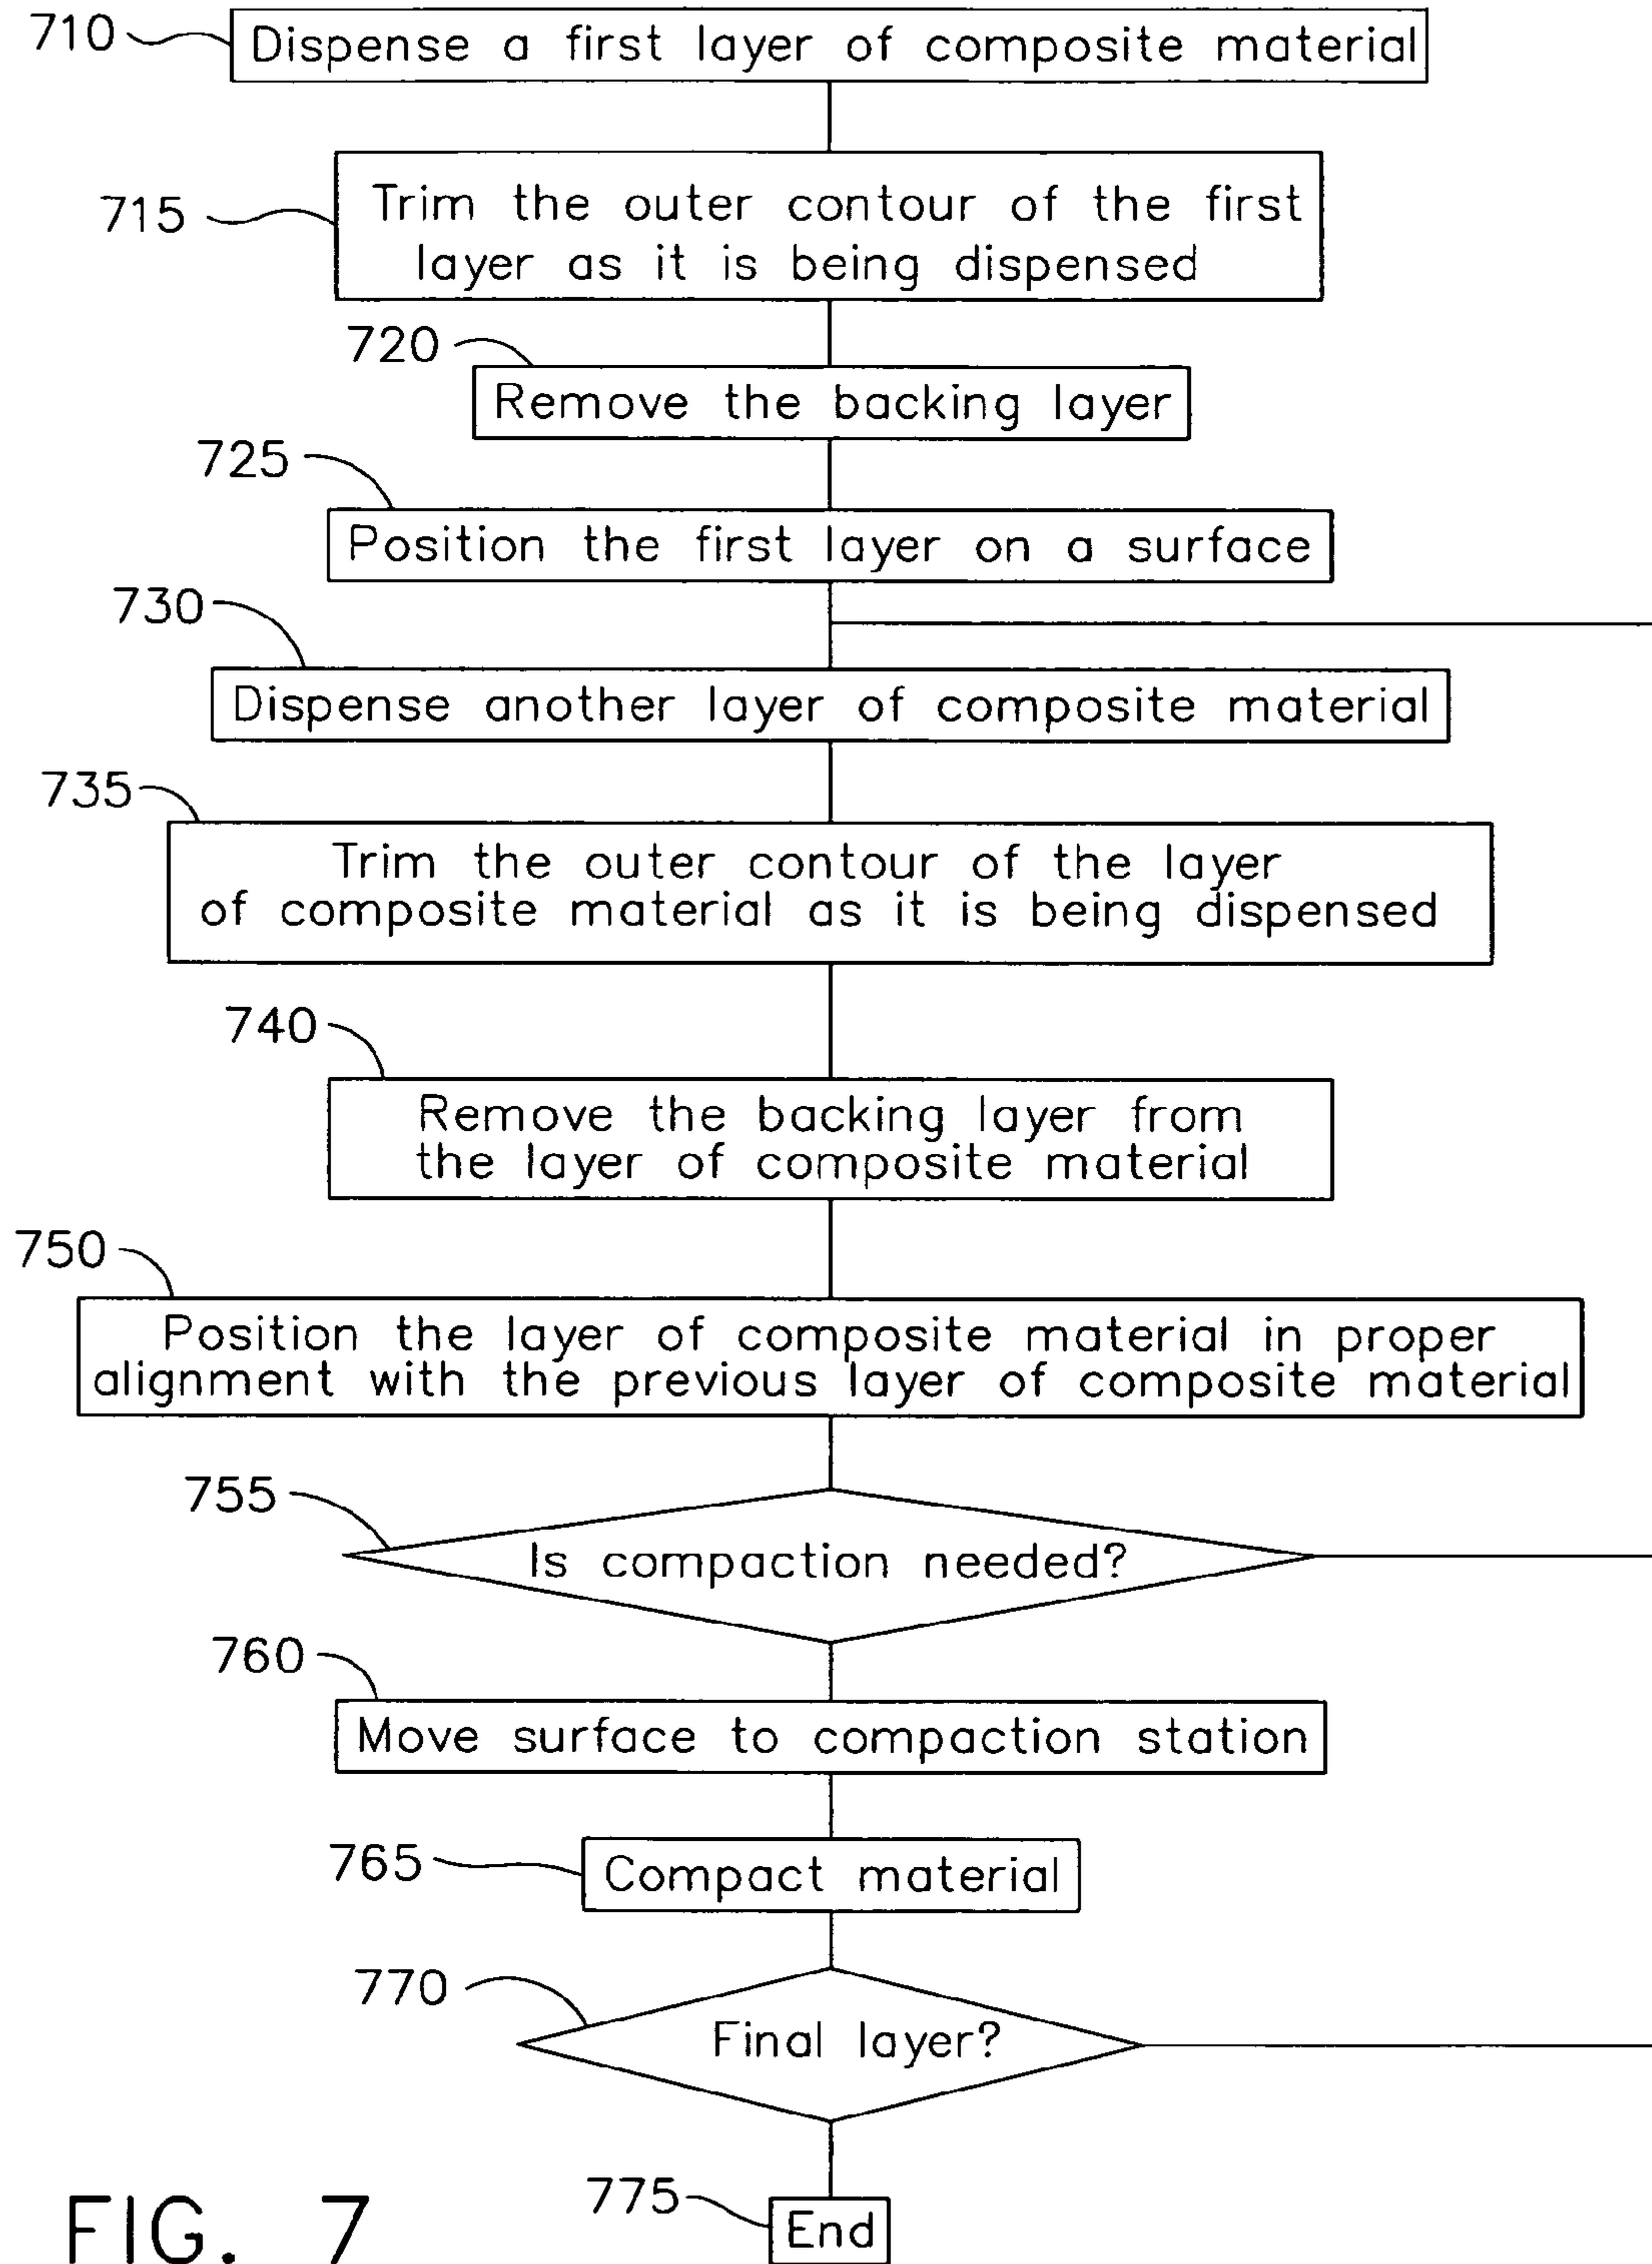 710 Dispense a first layer of composite material
715 Trim the outer contour of the first
layer as it is being dispensed
720
Remove the backing layer
725
Position the first layer on a surface
730
Dispense another layer of composite material
735
Trim the outer contour of the layer
of composite material as it is being dispensed
740
Remove the backing layer from
the layer of composite material
750
Position the layer of composite material in proper
alignment with the previous layer of composite material
755
Is compaction needed?
760
Move surface to compaction station
765 Compact material
770
Final layer?
775 End
FIG. 7